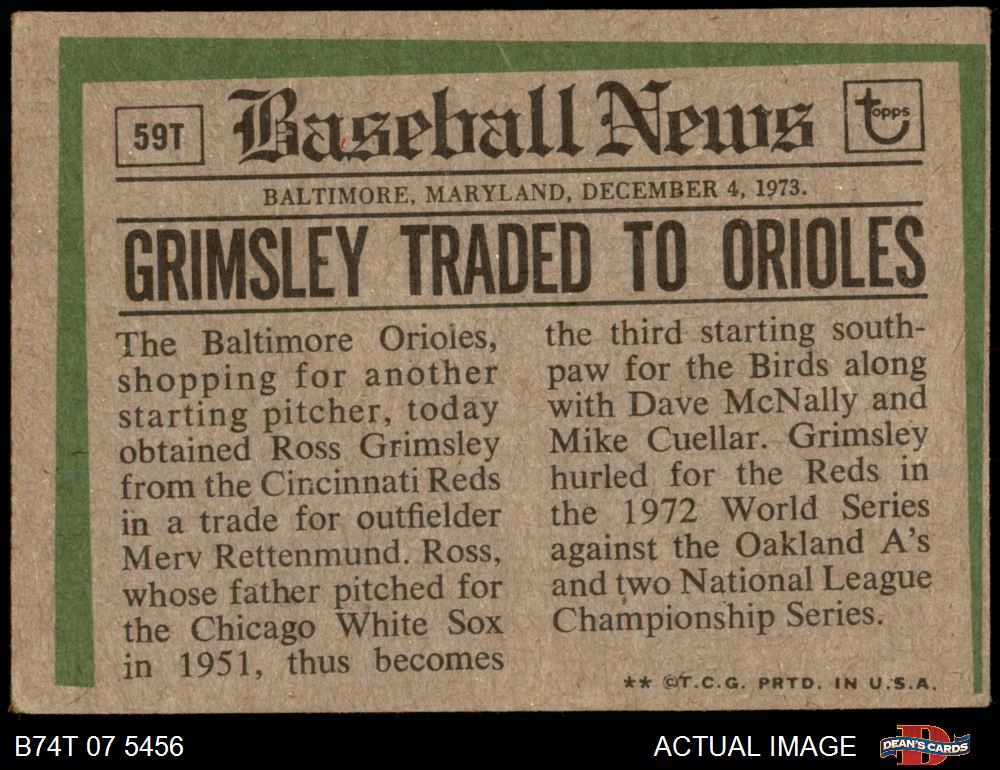 59T
Baseball News
topps
BALTIMORE, MARYLAND, DECEMBER 4, 1973.
GRIMSLEY TRADED TO ORIOLES
The Baltimore Orioles,
shopping for another
starting pitcher, today
obtained Ross Grimsley
from the Cincinnati Reds
in a trade for outfielder
Merv Rettenmund. Ross,
whose father pitched for
the Chicago White Sox
in 1951, thus becomes
the third starting south-
paw for the Birds along
with Dave McNally and
Mike Cuellar. Grimsley
hurled for the Reds in
the 1972 World Series
against the Oakland A's
and two National League
Championship Series.
** ©T.C.G. PRTD. IN U.S.A.
B74T 07 5456
ACTUAL IMAGE
DEAN'S CARDS